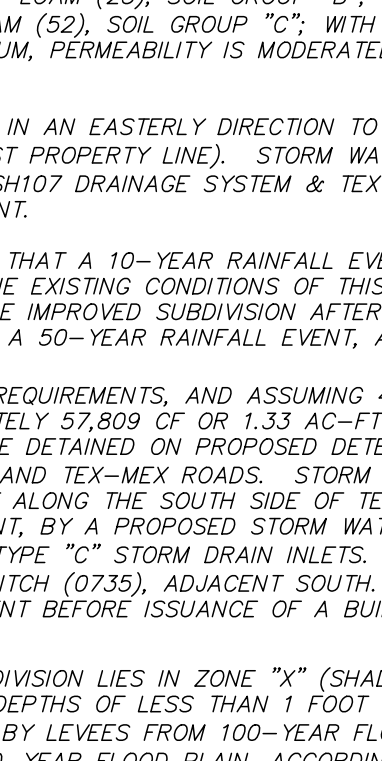 LOAM (25), SOIL GROUP "B",
AM (52), SOIL GROUP "C"; WITH
UM, PERMEABILITY IS MODERATE
IN AN EASTERLY DIRECTION TO
ST PROPERTY LINE).  STORM WA
SH107 DRAINAGE SYSTEM & TEX
NT.
THAT A 10-YEAR RAINFALL EVE
HE EXISTING CONDITIONS OF THIS
E IMPROVED SUBDIVISION AFTER
A 50-YEAR RAINFALL EVENT, A
REQUIREMENTS, AND ASSUMING 4
TELY 57,809 CF OR 1.33 AC-FT
E DETAINED ON PROPOSED DETE
AND TEX-MEX ROADS.  STORM
ALONG THE SOUTH SIDE OF TE
NT, BY A PROPOSED STORM WAT
TYPE "C" STORM DRAIN INLETS.
ITCH (0735), ADJACENT SOUTH.
NT BEFORE ISSUANCE OF A BUI
DIVISION LIES IN ZONE "X" (SHAD
DEPTHS OF LESS THAN 1 FOOT
BY LEVEES FROM 100-YEAR FLO
YEAR FLOOD PLAIN, ACCORDIN